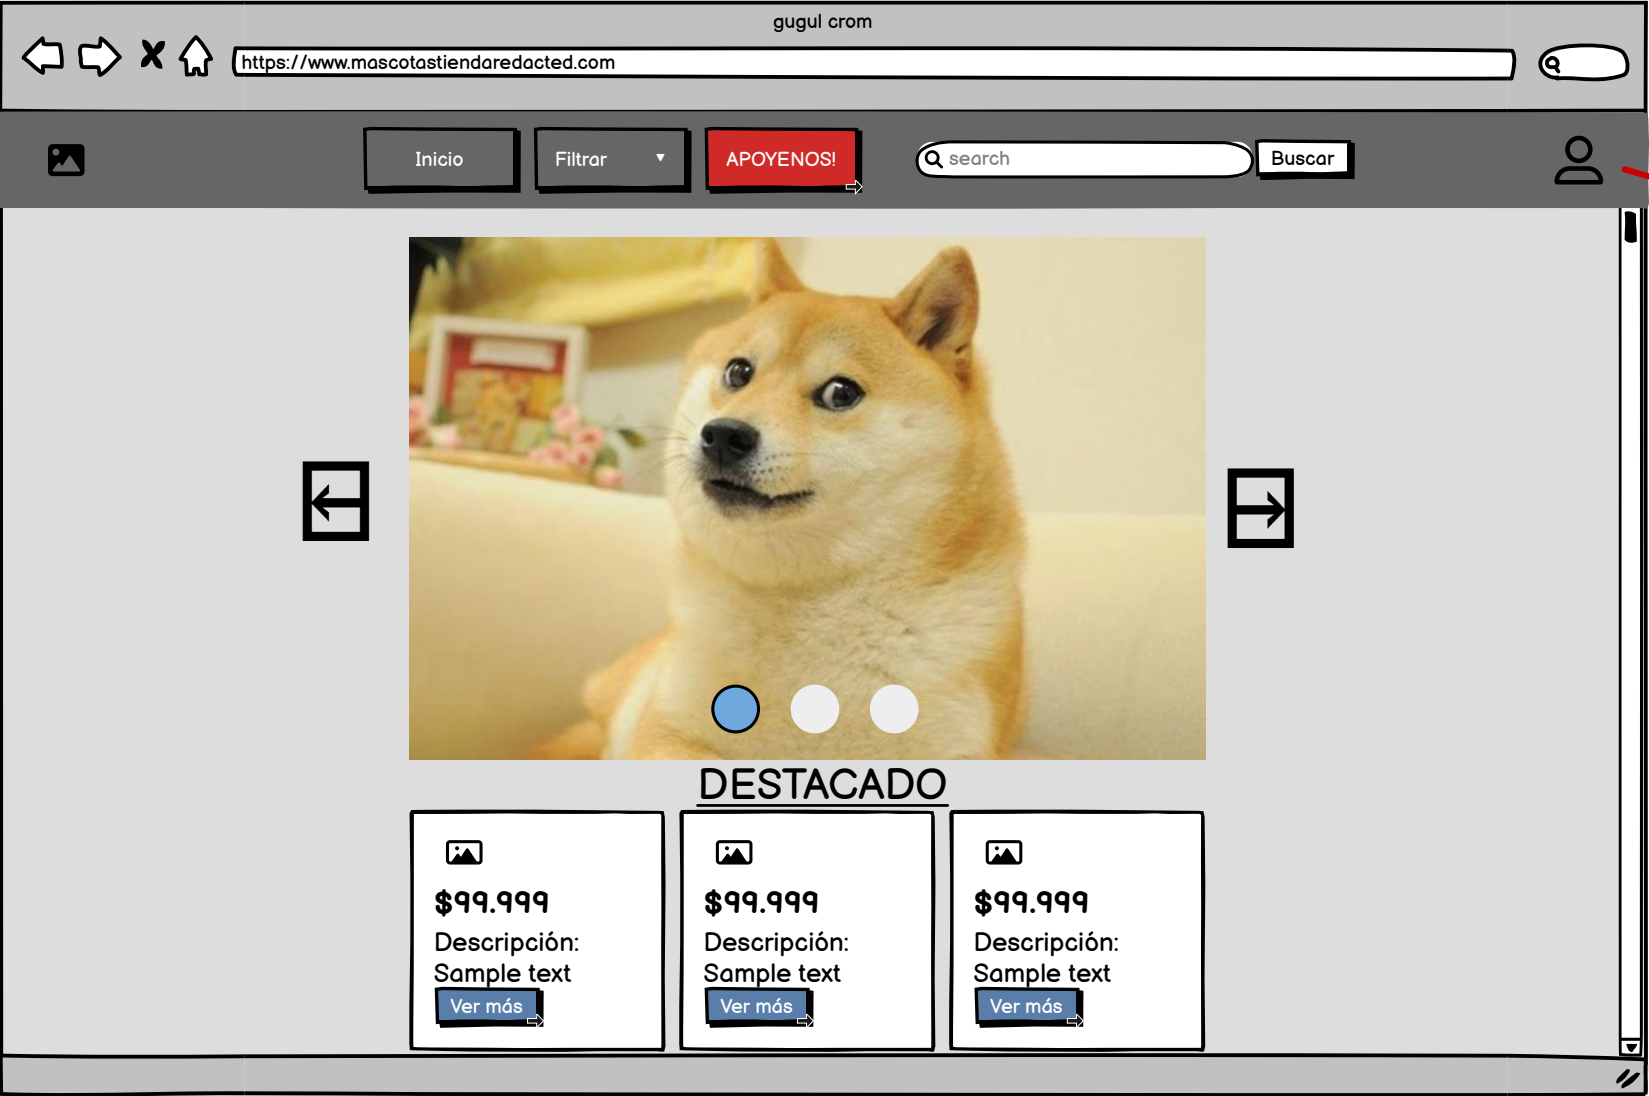 gugul crom
https://www.mascotastiendaredacted.com
Inicio
Filtrar
APOYENOS!
search
Buscar
DESTACADO
$99.999
Descripción:
Sample text
Ver más
$99.999
Descripción:
Sample text
Ver más
$99.999
Descripción:
Sample text
Ver más